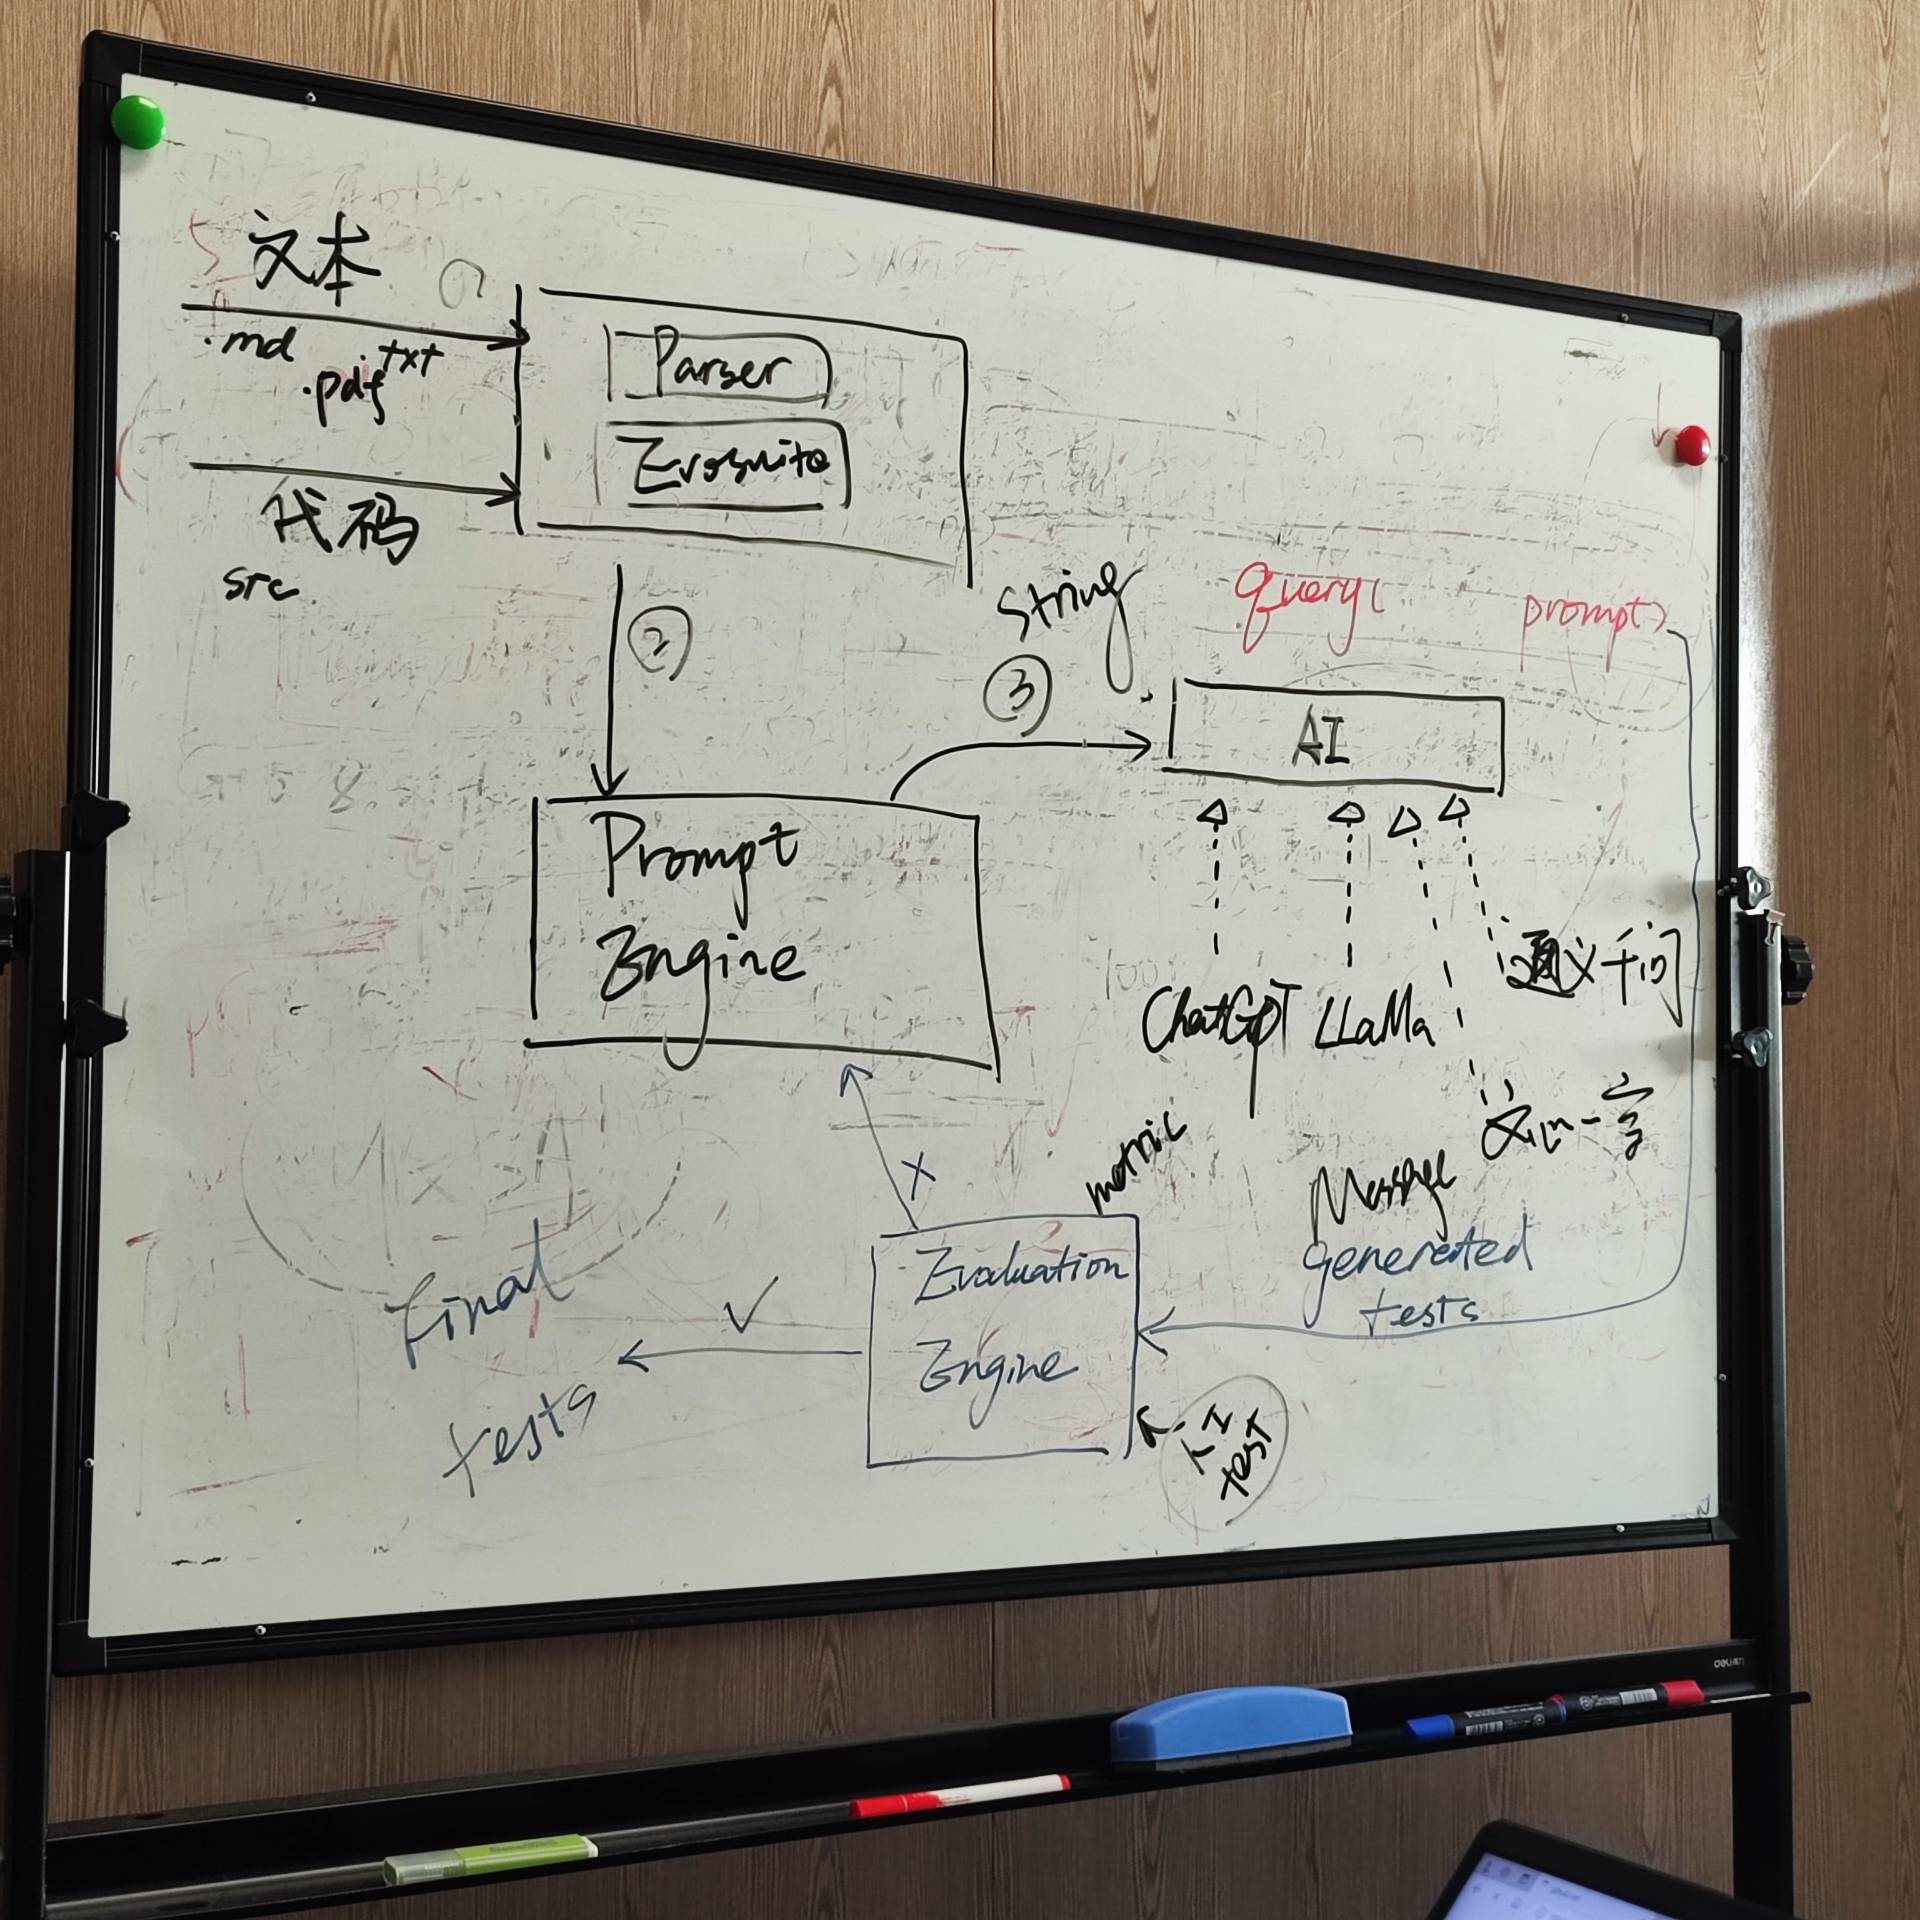 文本
.md
.pdf
txt
代码
src
Parser
Evosuite
②
String
③
query(
prompt)
AI
Prompt
Engine
ChatGPT
LLaMa
通义千问
文心一言
metric
Message
generated
tests
X
Evaluation
Engine
✓
final
tests
人工
test
deli